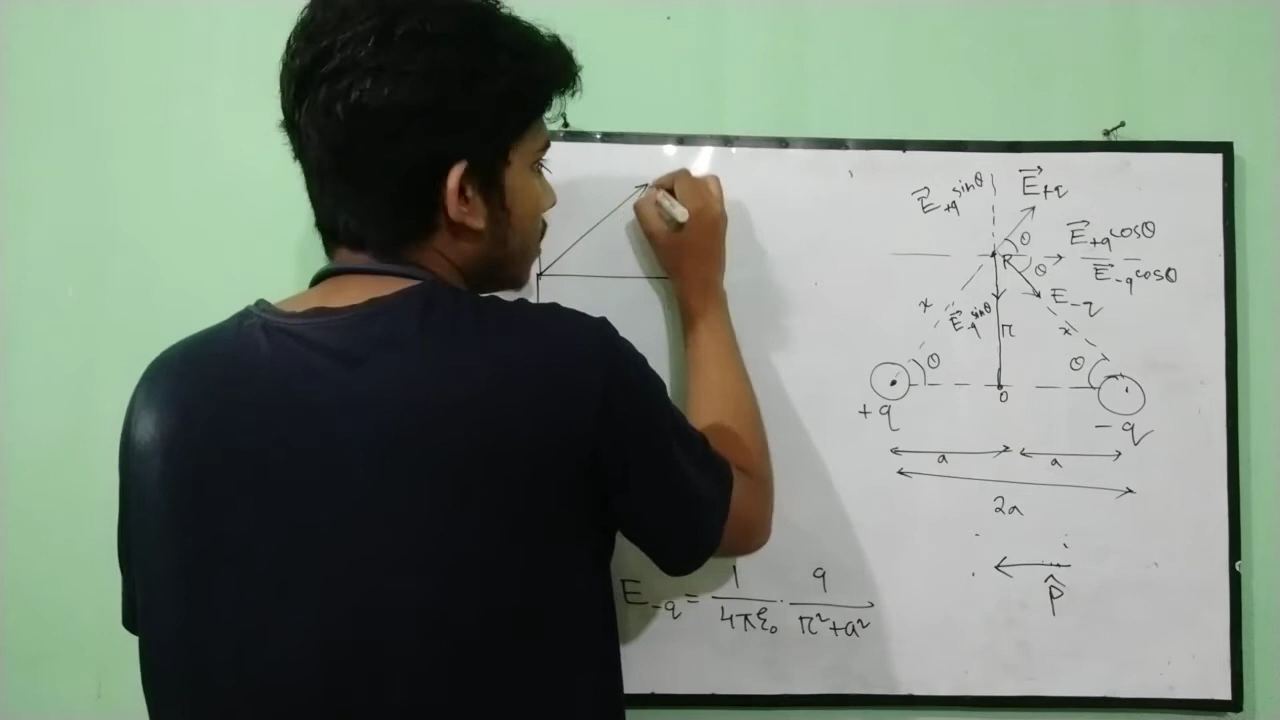 E⃗+q sinθ
E⃗+q
θ
E⃗+q cosθ
P
θ
E⃗-q cosθ
E-q
x
E⃗-q sinθ
r
x
θ
θ
O
+q
-q
a
a
2a
P̂
E-q = 1/4πε₀ · q/r²+a²